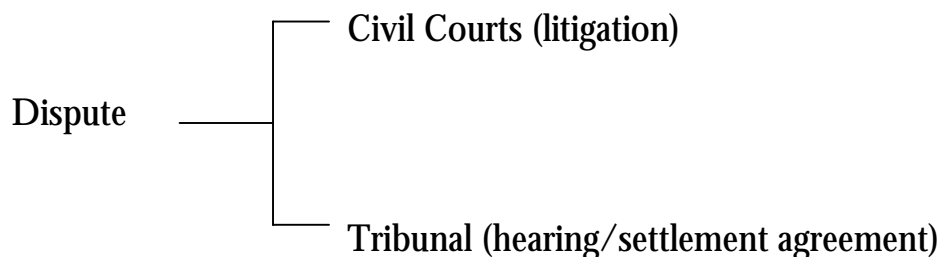 Civil Courts (litigation)
Dispute
Tribunal (hearing/settlement agreement)